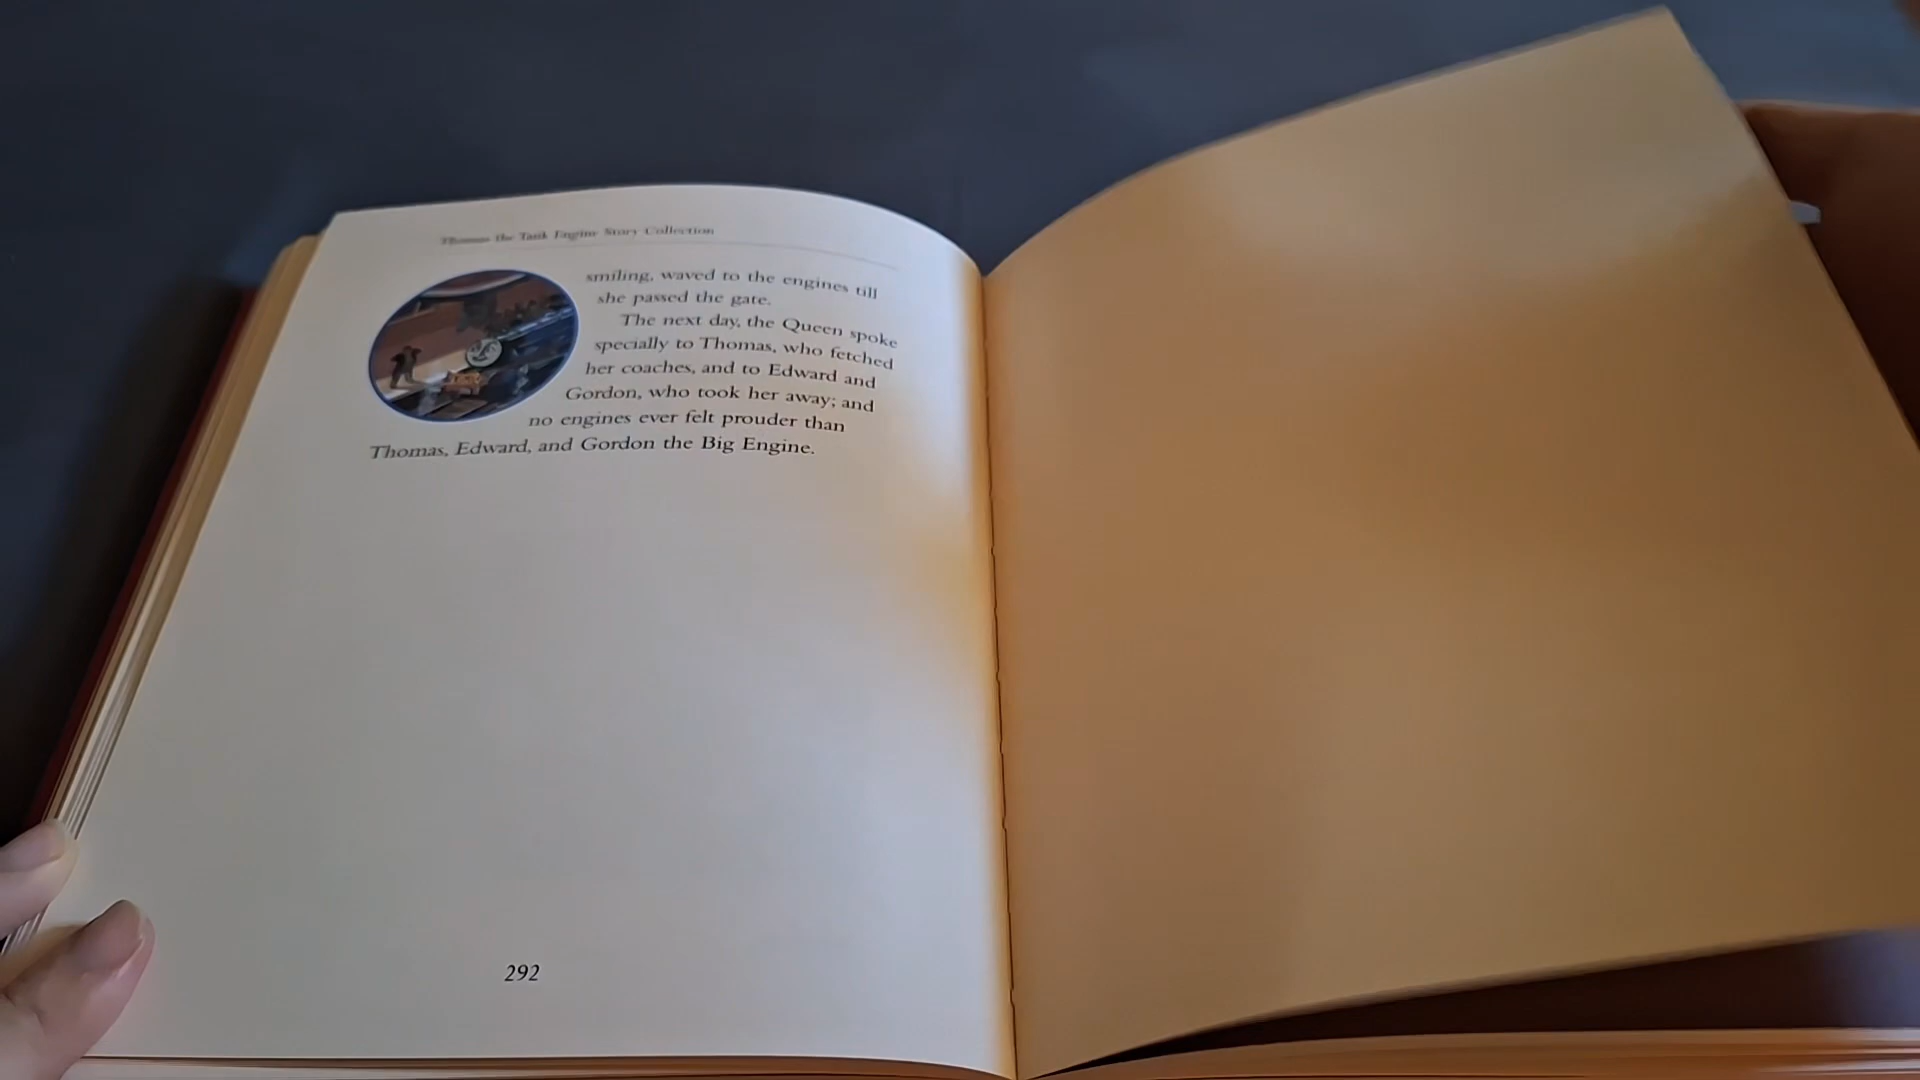 Thomas the Tank Engine Story Collection
smiling, waved to the engines till
she passed the gate.
The next day, the Queen spoke
specially to Thomas, who fetched
her coaches, and to Edward and
Gordon, who took her away; and
no engines ever felt prouder than
Thomas, Edward, and Gordon the Big Engine.
292